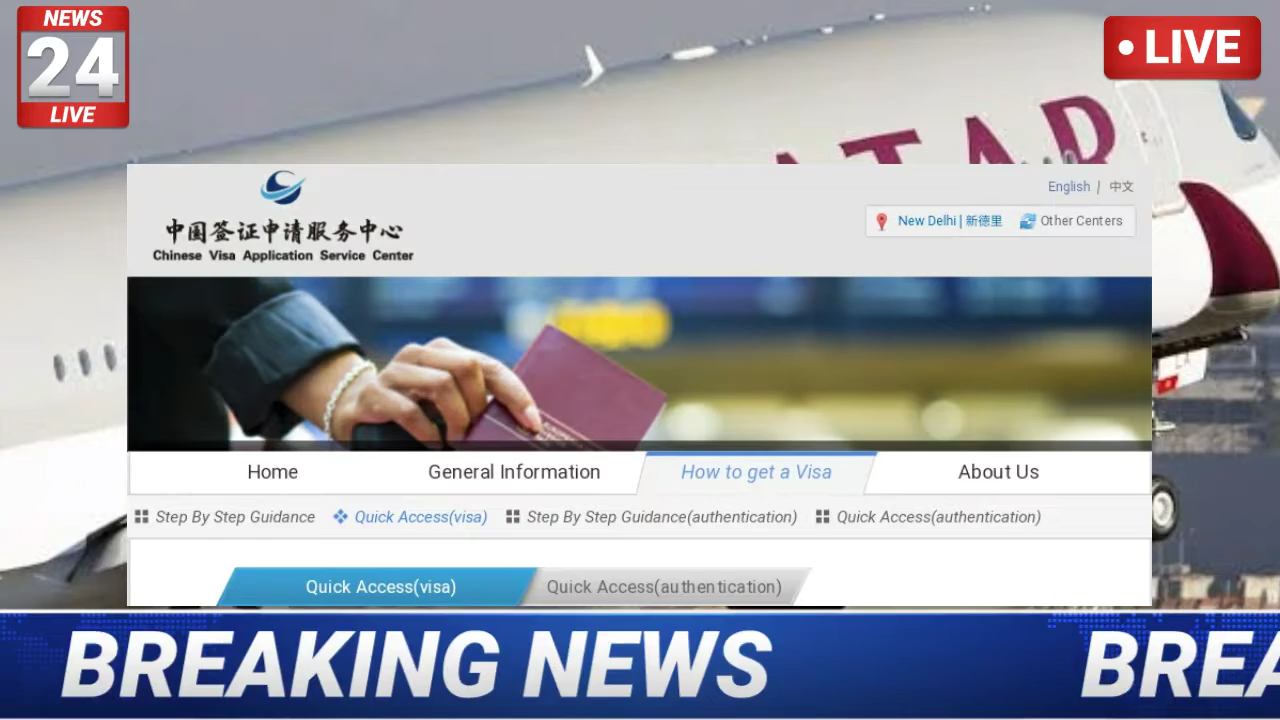 NEWS
24
LIVE
LIVE
ATAR
English | 中文
New Delhi | 新德里 Other Centers
中国签证申请服务中心
Chinese Visa Application Service Center
Home General Information How to get a Visa About Us
Step By Step Guidance Quick Access(visa) Step By Step Guidance(authentication) Quick Access(authentication)
Quick Access(visa) Quick Access(authentication)
BREAKING NEWS BREA